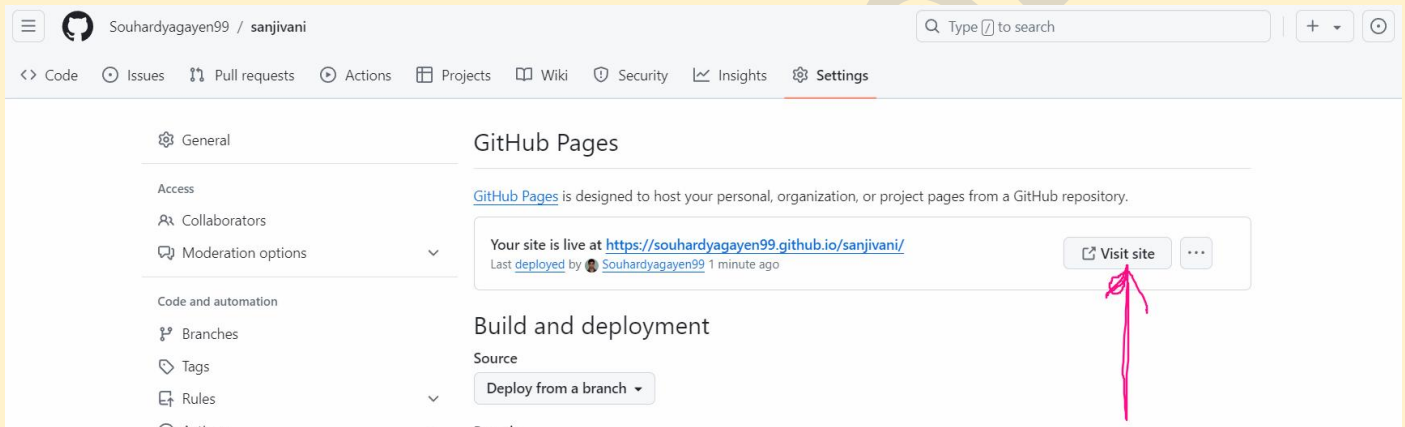 Souhardyagayen99 / sanjivani
Type / to search
Code Issues Pull requests Actions Projects Wiki Security Insights Settings
General
Access
Collaborators
Moderation options
Code and automation
Branches
Tags
Rules
GitHub Pages
GitHub Pages is designed to host your personal, organization, or project pages from a GitHub repository.
Your site is live at https://souhardyagayen99.github.io/sanjivani/
Last deployed by Souhardyagayen99 1 minute ago
Visit site
Build and deployment
Source
Deploy from a branch